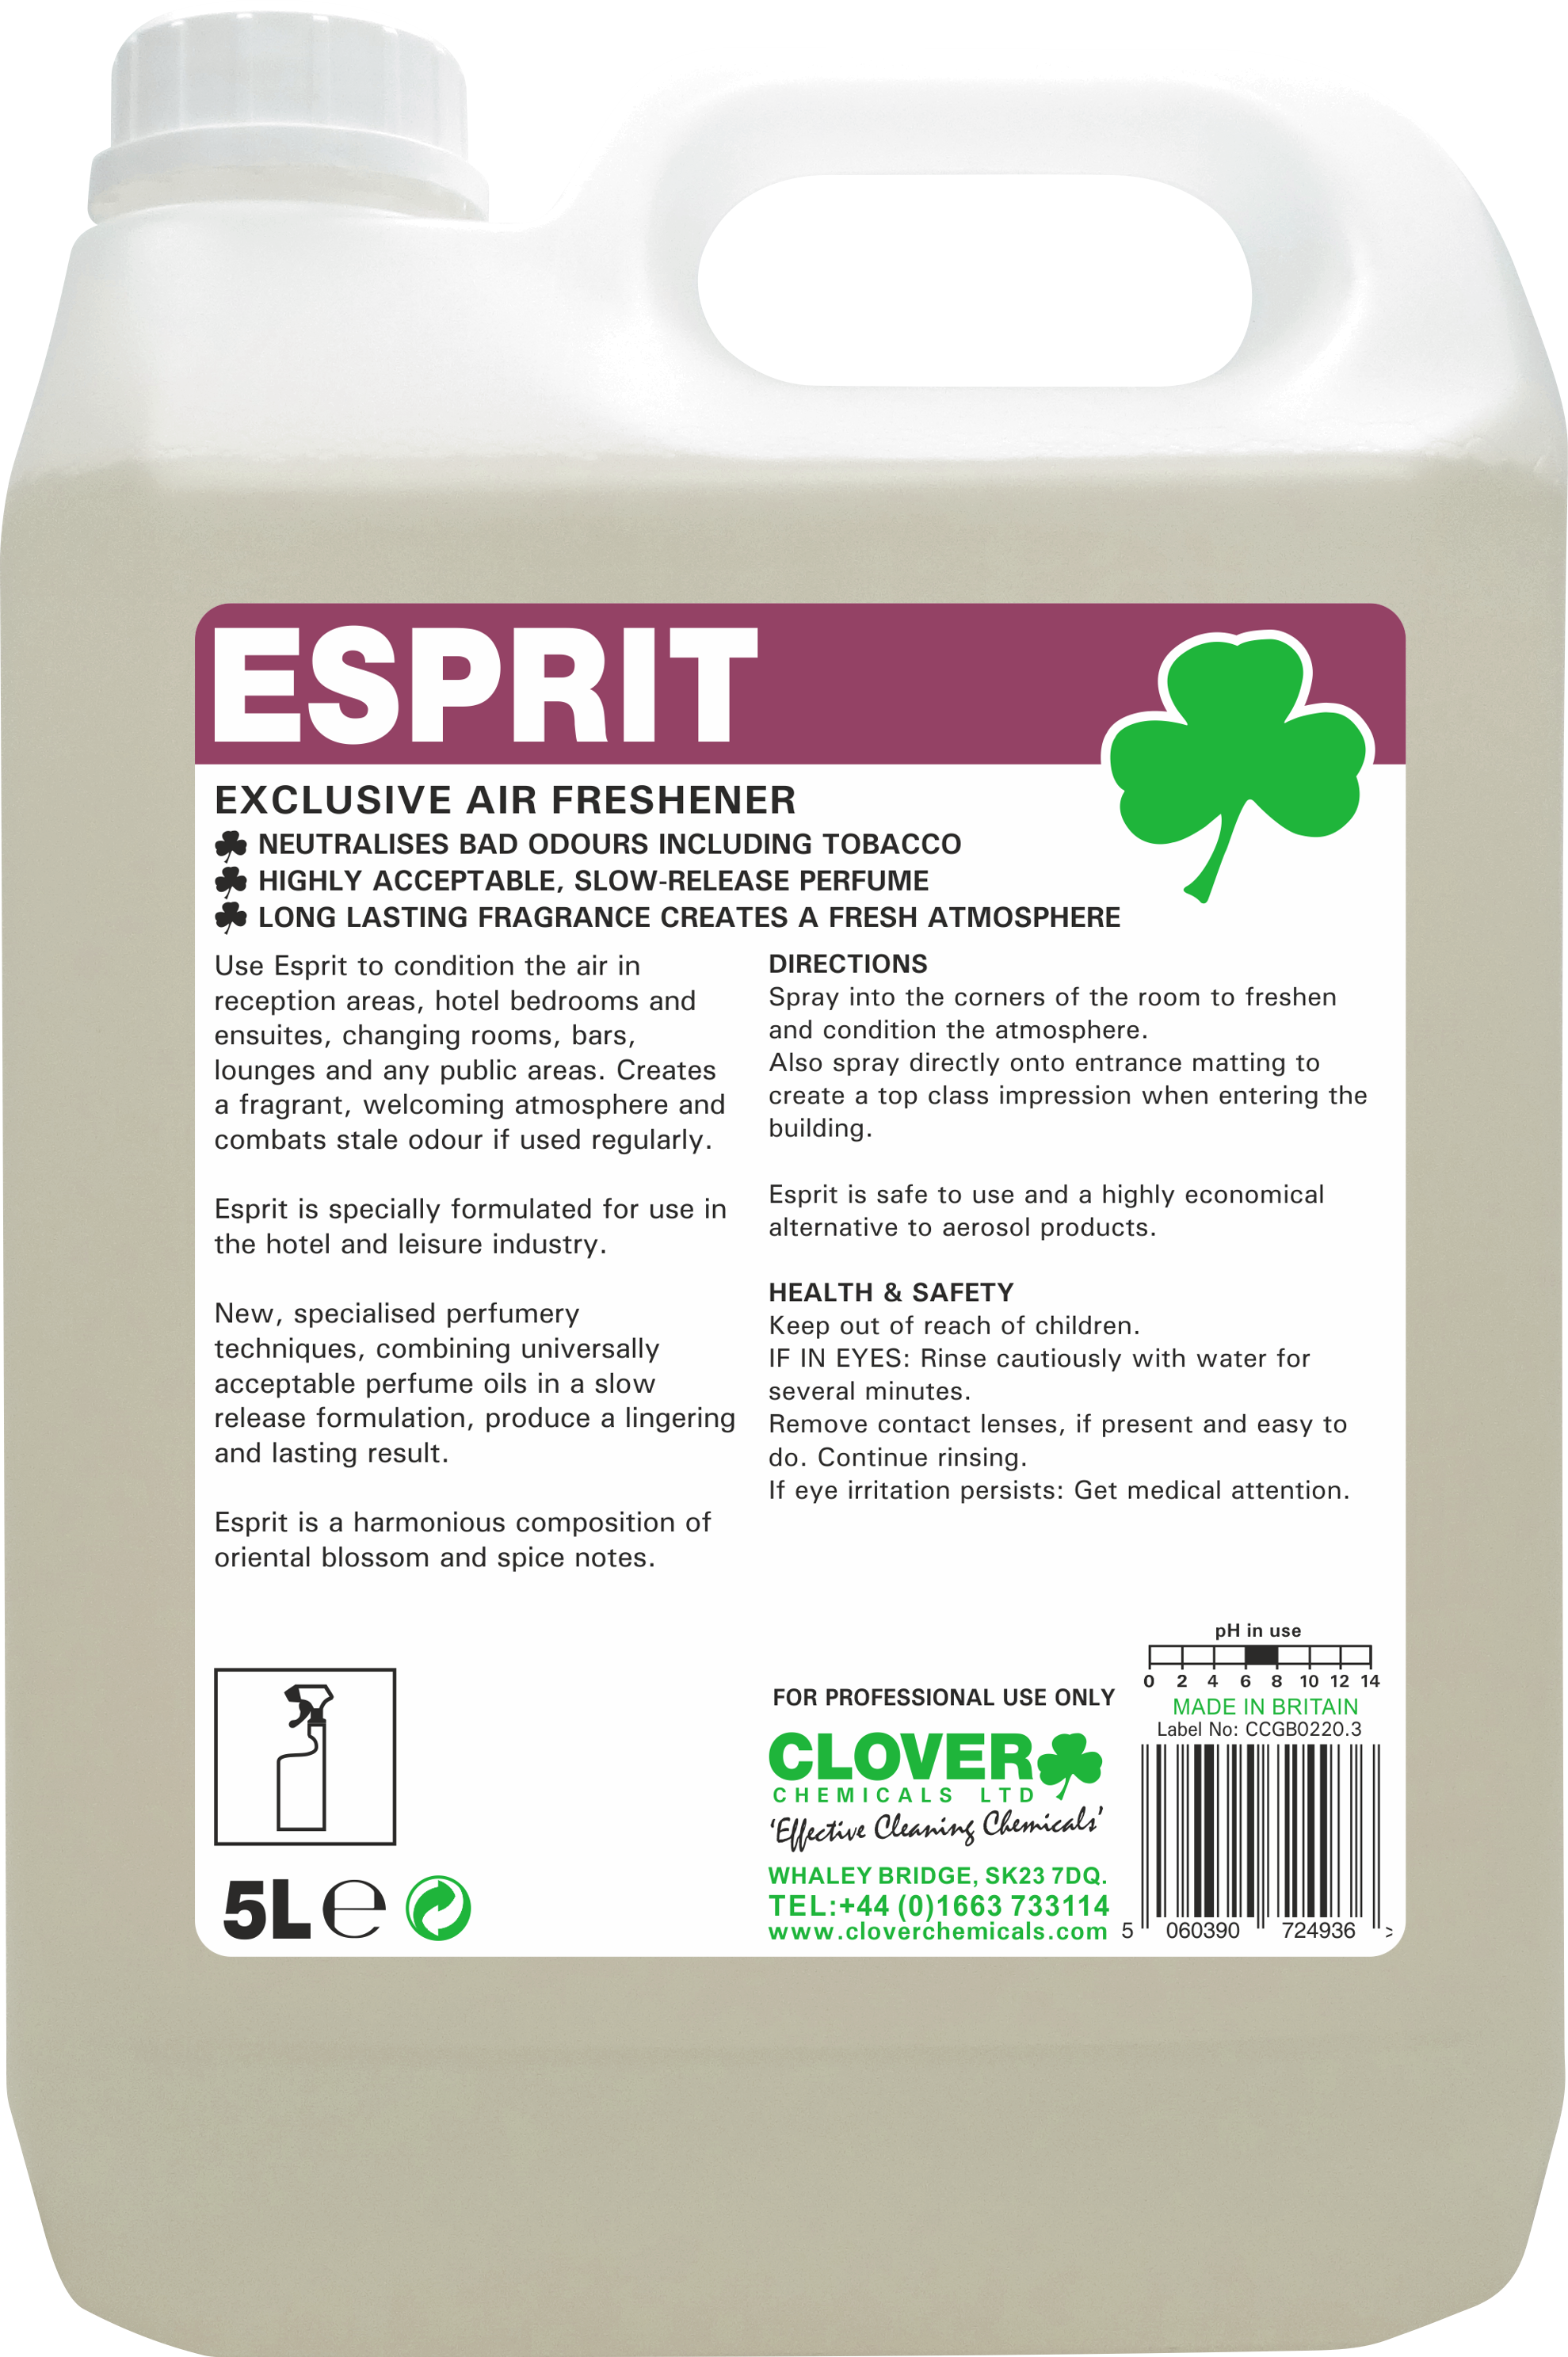 ESPRIT
EXCLUSIVE AIR FRESHENER
NEUTRALISES BAD ODOURS INCLUDING TOBACCO
HIGHLY ACCEPTABLE, SLOW-RELEASE PERFUME
LONG LASTING FRAGRANCE CREATES A FRESH ATMOSPHERE
Use Esprit to condition the air in
reception areas, hotel bedrooms and
ensuites, changing rooms, bars,
lounges and any public areas. Creates
a fragrant, welcoming atmosphere and
combats stale odour if used regularly.
Esprit is specially formulated for use in
the hotel and leisure industry.
New, specialised perfumery
techniques, combining universally
acceptable perfume oils in a slow
release formulation, produce a lingering
and lasting result.
Esprit is a harmonious composition of
oriental blossom and spice notes.
DIRECTIONS
Spray into the corners of the room to freshen
and condition the atmosphere.
Also spray directly onto entrance matting to
create a top class impression when entering the
building.
Esprit is safe to use and a highly economical
alternative to aerosol products.
HEALTH & SAFETY
Keep out of reach of children.
IF IN EYES: Rinse cautiously with water for
several minutes.
Remove contact lenses, if present and easy to
do. Continue rinsing.
If eye irritation persists: Get medical attention.
5L e
FOR PROFESSIONAL USE ONLY
CLOVER
CHEMICALS LTD
'Effective Cleaning Chemicals'
WHALEY BRIDGE, SK23 7DQ.
TEL:+44 (0)1663 733114
www.cloverchemicals.com
pH in use
0 2 4 6 8 10 12 14
MADE IN BRITAIN
Label No: CCGB0220.3
5 060390 724936 >